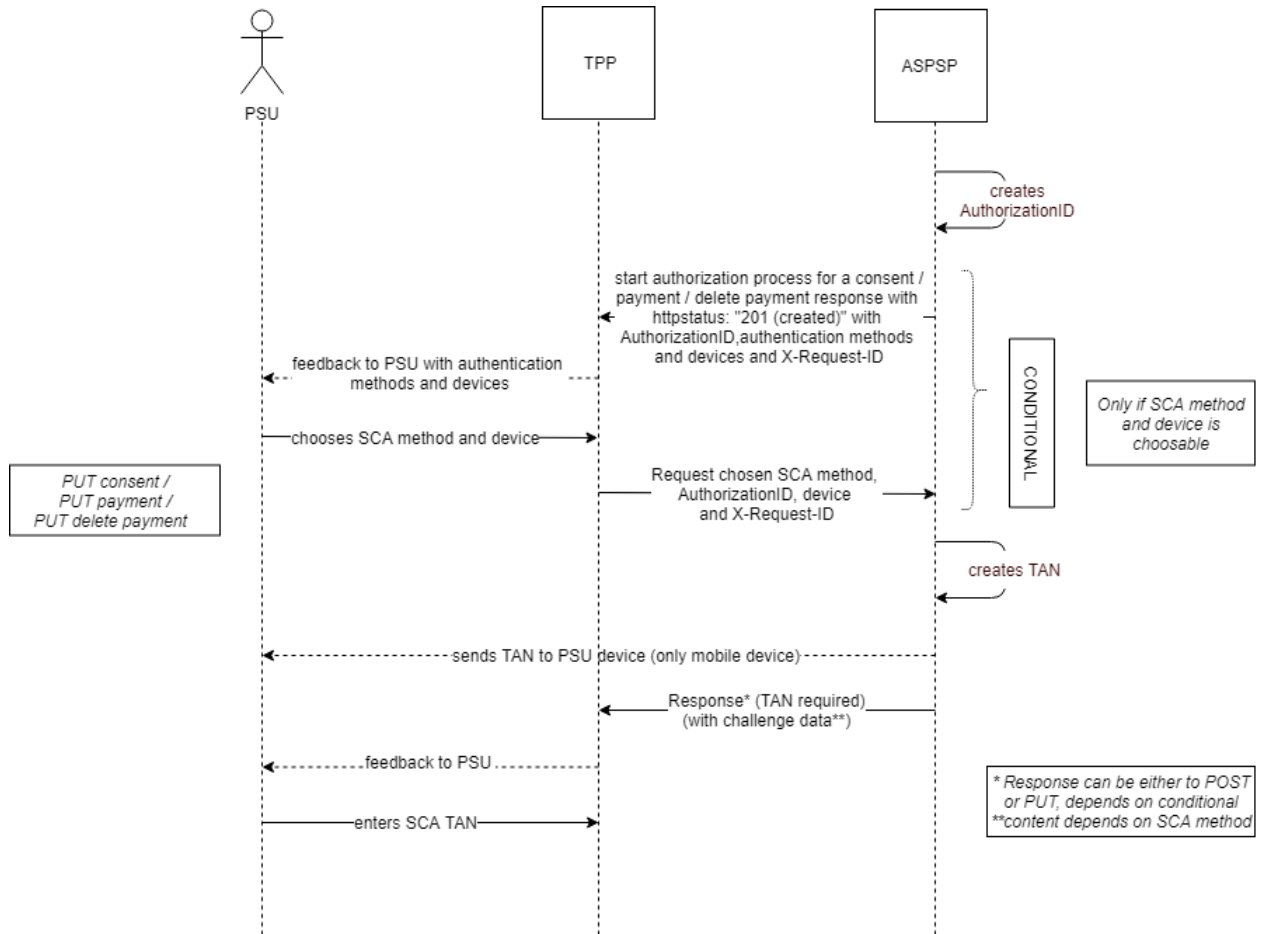 PSU
TPP
ASPSP
creates
AuthorizationID
start authorization process for a consent /
payment / delete payment response with
httpstatus: "201 (created)" with
AuthorizationID,authentication methods
and devices and X-Request-ID
feedback to PSU with authentication
methods and devices
CONDITIONAL
Only if SCA method
and device is
choosable
chooses SCA method and device
PUT consent /
PUT payment /
PUT delete payment
Request chosen SCA method,
AuthorizationID, device
and X-Request-ID
creates TAN
sends TAN to PSU device (only mobile device)
Response* (TAN required)
(with challenge data**)
feedback to PSU
* Response can be either to POST
or PUT, depends on conditional
**content depends on SCA method
enters SCA TAN